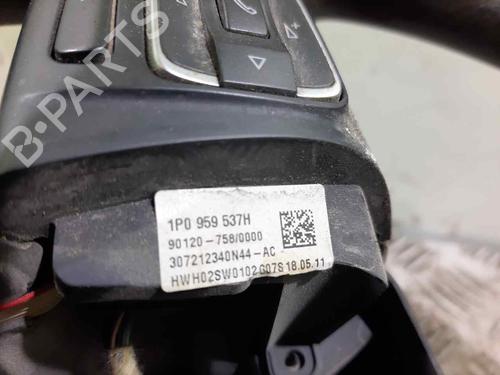 B-PARTS
1P0 959 537H
90120-758/0000
307212340N44-AC
HWH02SW0102G07S18.05.11